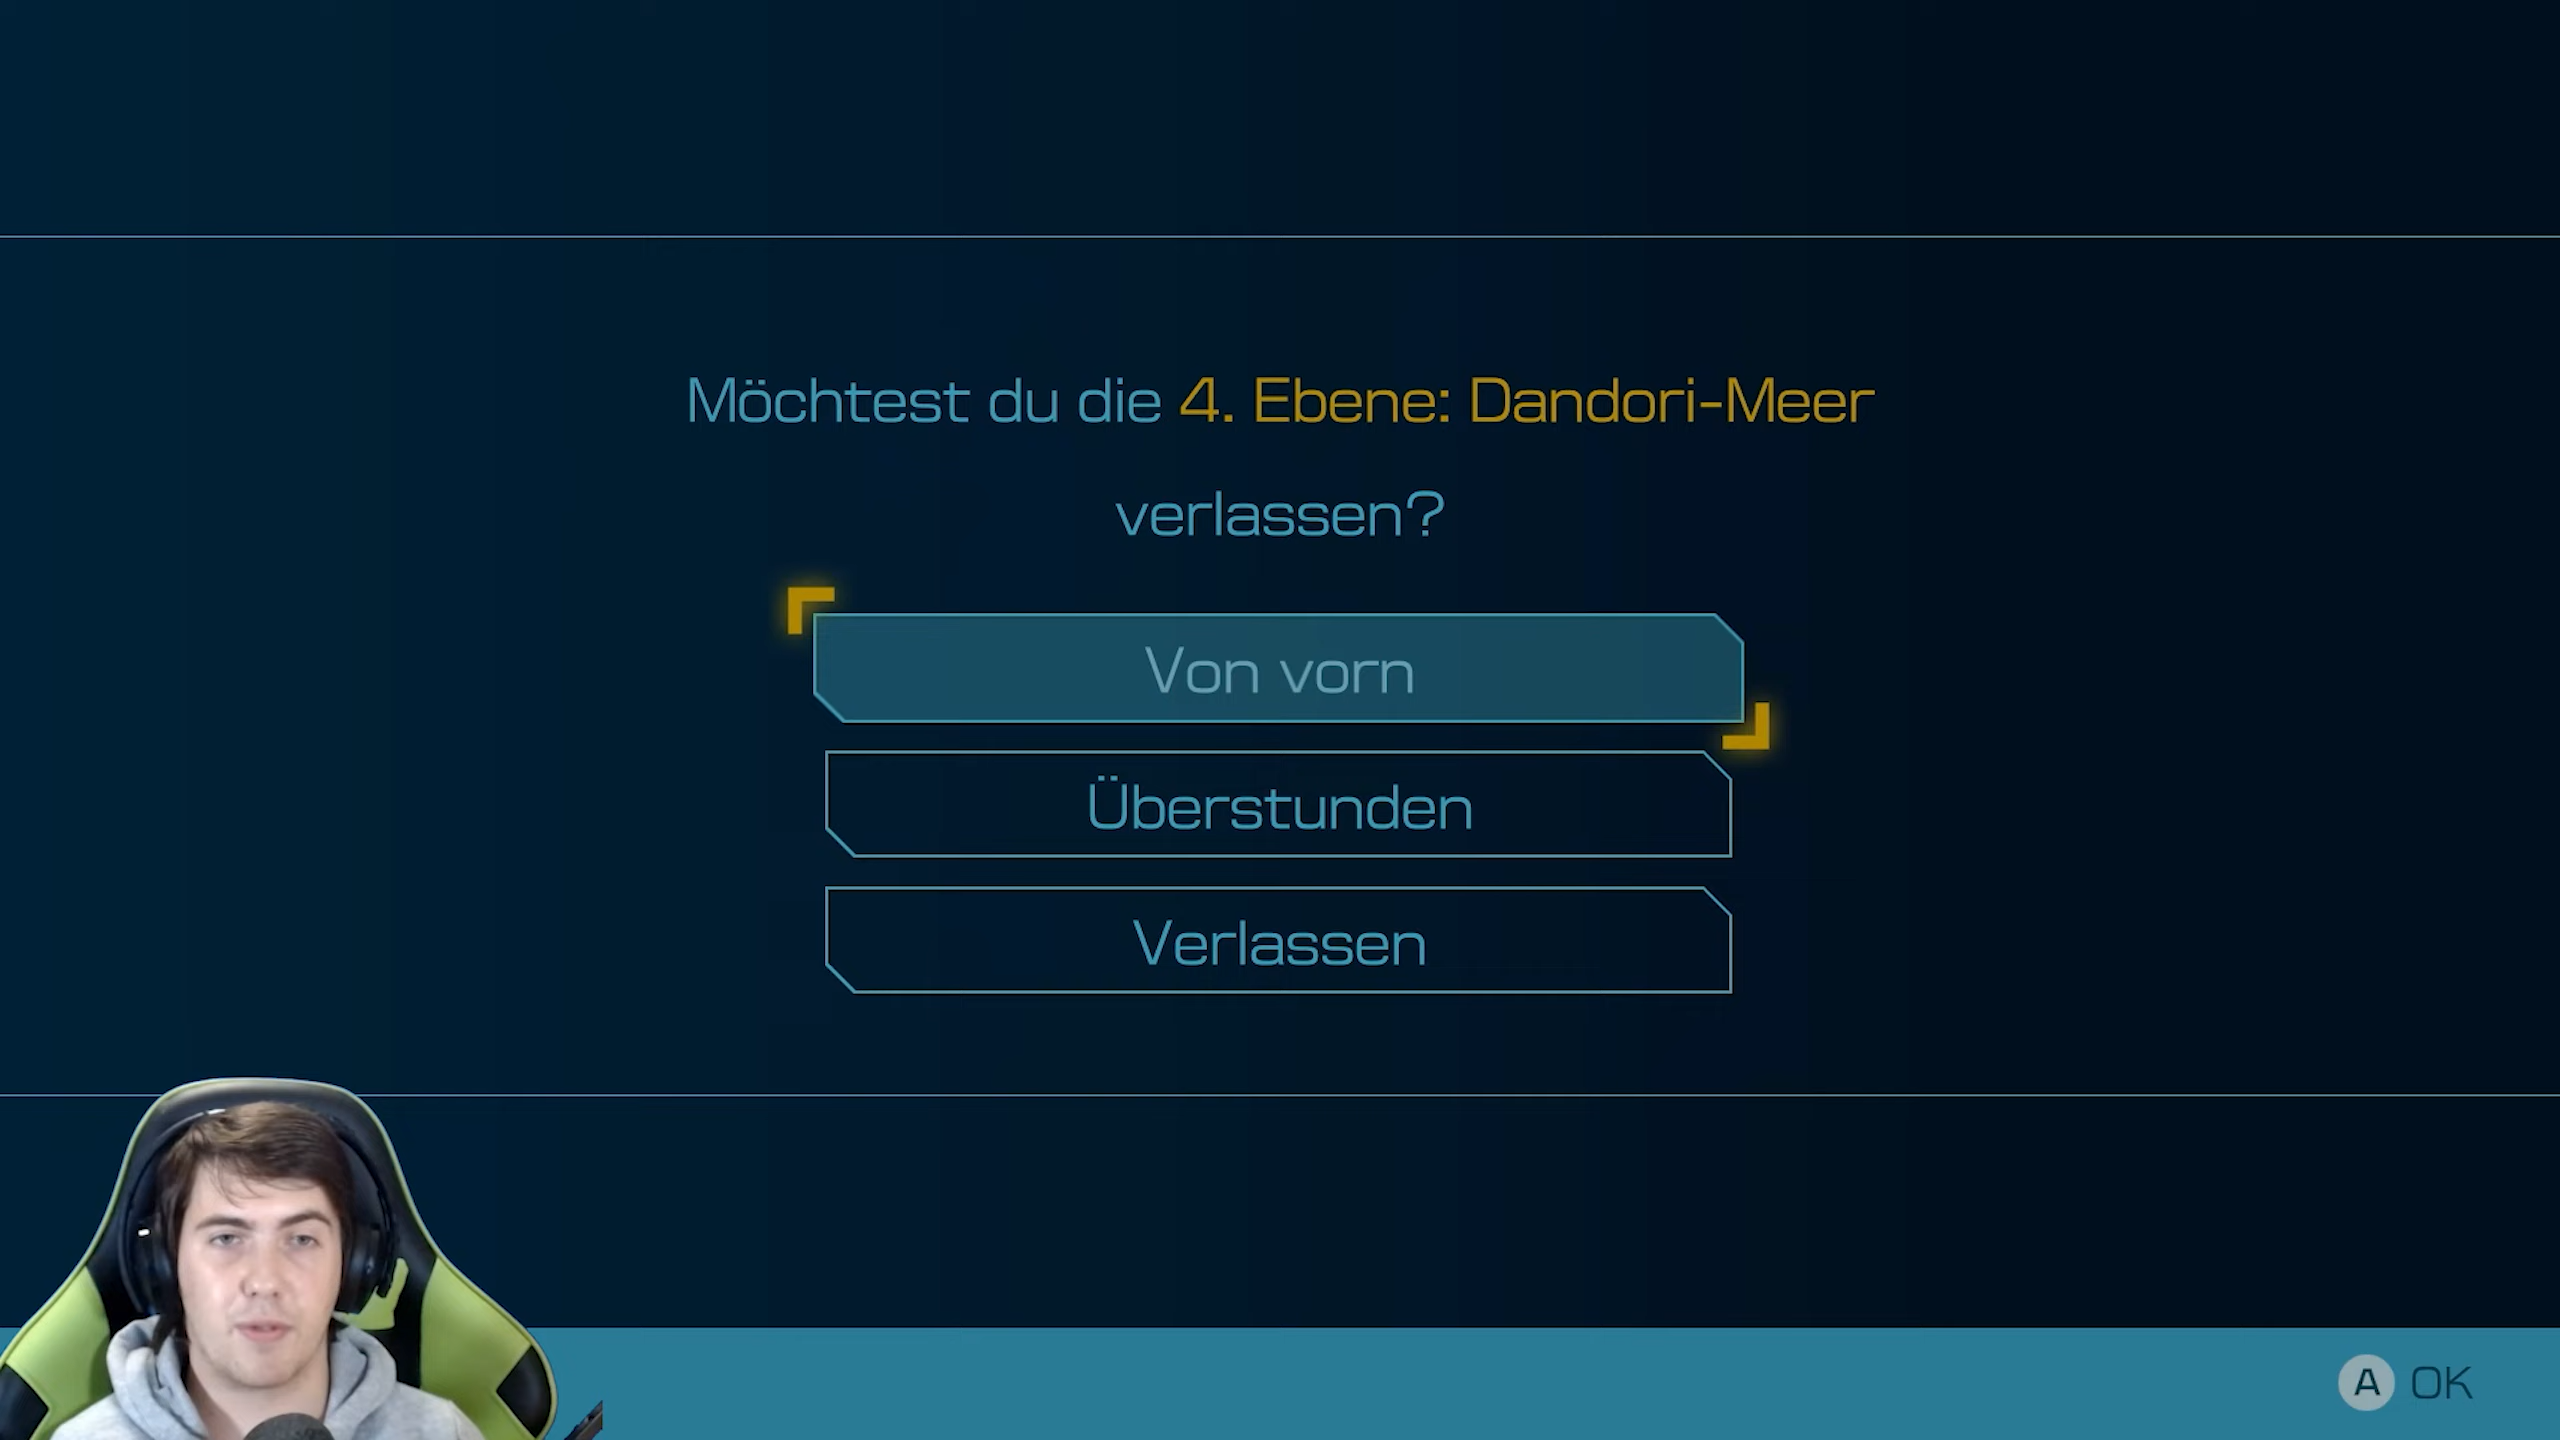 Möchtest du die 4. Ebene: Dandori-Meer
verlassen?
Von vorn
Überstunden
Verlassen
A OK